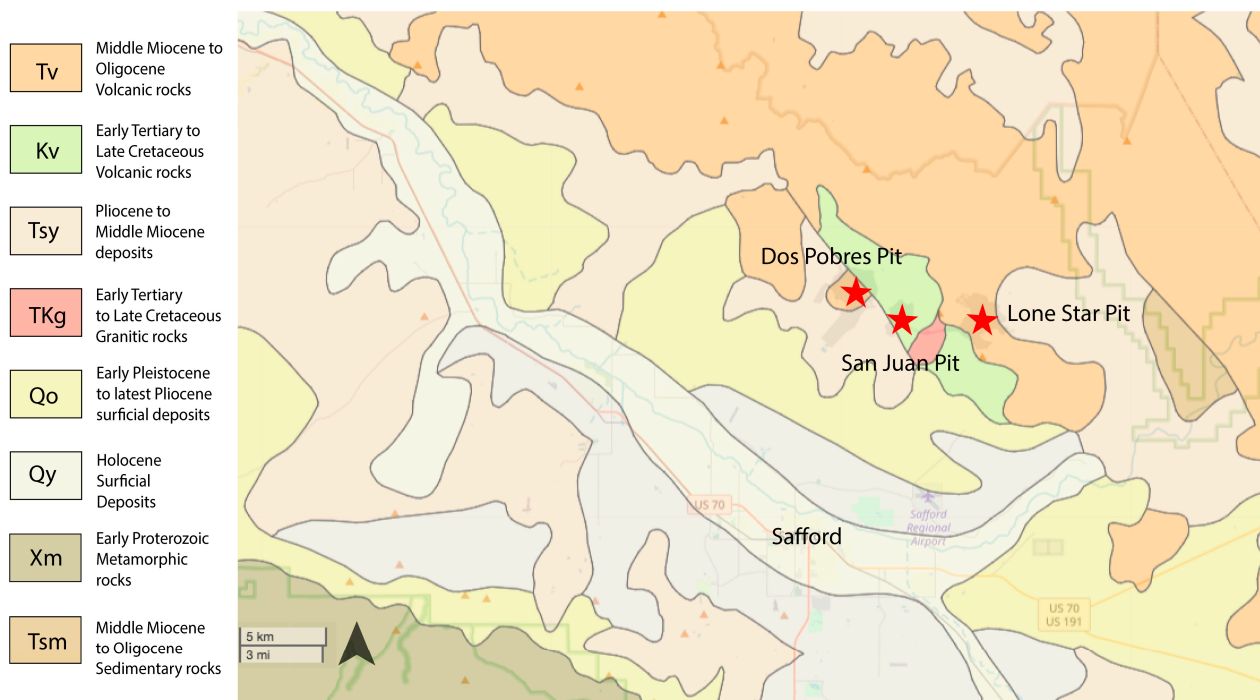 Tv
Middle Miocene to
Oligocene
Volcanic rocks
Kv
Early Tertiary to
Late Cretaceous
Volcanic rocks
Tsy
Pliocene to
Middle Miocene
deposits
TKg
Early Tertiary
to Late Cretaceous
Granitic rocks
Qo
Early Pleistocene
to latest Pliocene
surficial deposits
Qy
Holocene
Surficial
Deposits
Xm
Early Proterozoic
Metamorphic
rocks
Tsm
Middle Miocene
to Oligocene
Sedimentary rocks
Dos Pobres Pit
Lone Star Pit
San Juan Pit
US 70
Safford
Safford
Regional
Airport
US 70
US 191
5 km
3 mi